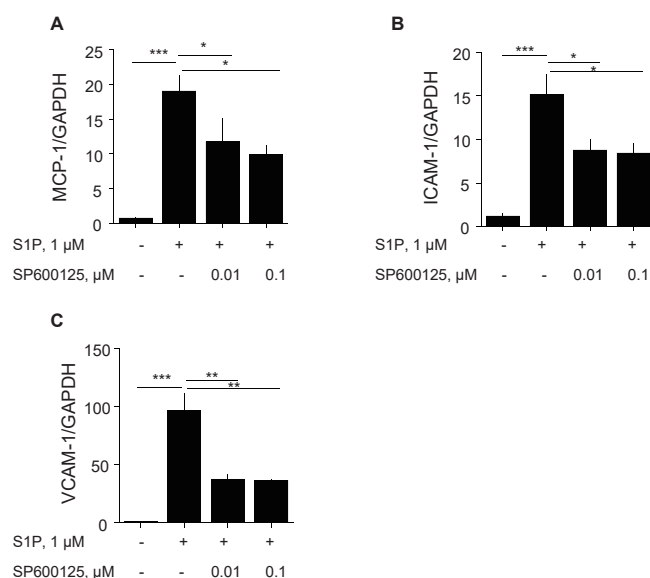 A
MCP-1/GAPDH
25
20
15
10
5
0
***
*
*
S1P, 1 µM - + + +
SP600125, µM - - 0.01 0.1
B
ICAM-1/GAPDH
20
15
10
5
0
***
*
*
S1P, 1 µM - + + +
SP600125, µM - - 0.01 0.1
C
VCAM-1/GAPDH
150
100
50
0
***
**
**
S1P, 1 µM - + + +
SP600125, µM - - 0.01 0.1